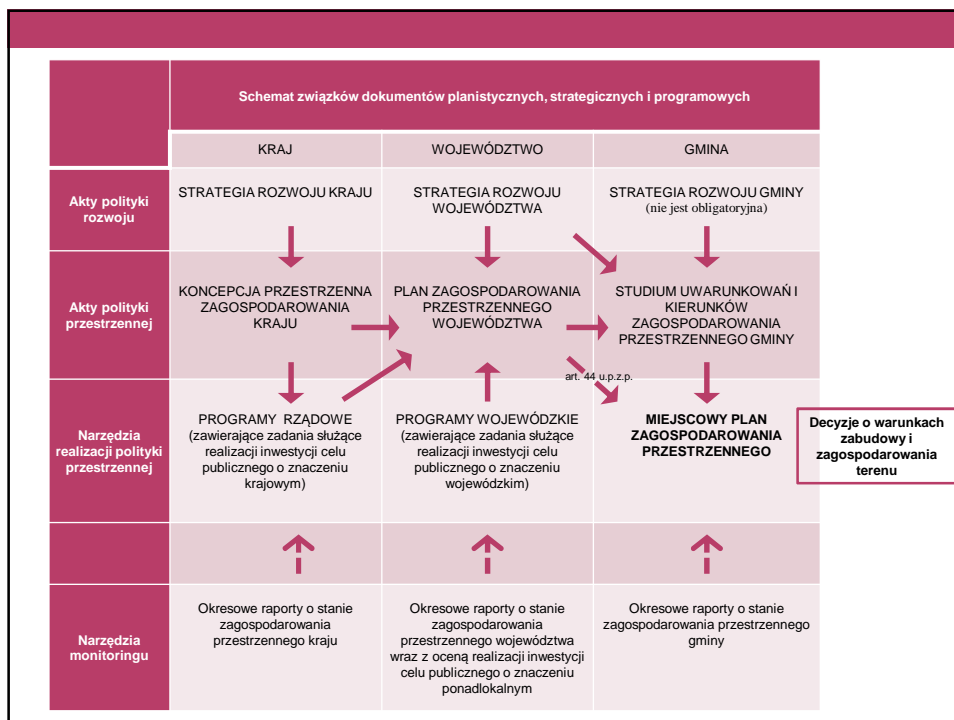 Schemat związków dokumentów planistycznych, strategicznych i programowych
KRAJ
WOJEWÓDZTWO
GMINA
Akty polityki
rozwoju
STRATEGIA ROZWOJU KRAJU
STRATEGIA ROZWOJU
WOJEWÓDZTWA
STRATEGIA ROZWOJU GMINY
(nie jest obligatoryjna)
Akty polityki
przestrzennej
KONCEPCJA PRZESTRZENNA
ZAGOSPODAROWANIA
KRAJU
PLAN ZAGOSPODAROWANIA
PRZESTRZENNEGO
WOJEWÓDZTWA
STUDIUM UWARUNKOWAŃ I
KIERUNKÓW
ZAGOSPODAROWANIA
PRZESTRZENNEGO GMINY
art. 44 u.p.z.p.
Narzędzia
realizacji polityki
przestrzennej
PROGRAMY RZĄDOWE
(zawierające zadania służące
realizacji inwestycji celu
publicznego o znaczeniu
krajowym)
PROGRAMY WOJEWÓDZKIE
(zawierające zadania służące
realizacji inwestycji celu
publicznego o znaczeniu
wojewódzkim)
MIEJSCOWY PLAN
ZAGOSPODAROWANIA
PRZESTRZENNEGO
Decyzje o warunkach
zabudowy i
zagospodarowania
terenu
Narzędzia
monitoringu
Okresowe raporty o stanie
zagospodarowania
przestrzennego kraju
Okresowe raporty o stanie
zagospodarowania
przestrzennego województwa
wraz z oceną realizacji inwestycji
celu publicznego o znaczeniu
ponadlokalnym
Okresowe raporty o stanie
zagospodarowania przestrzennego
gminy